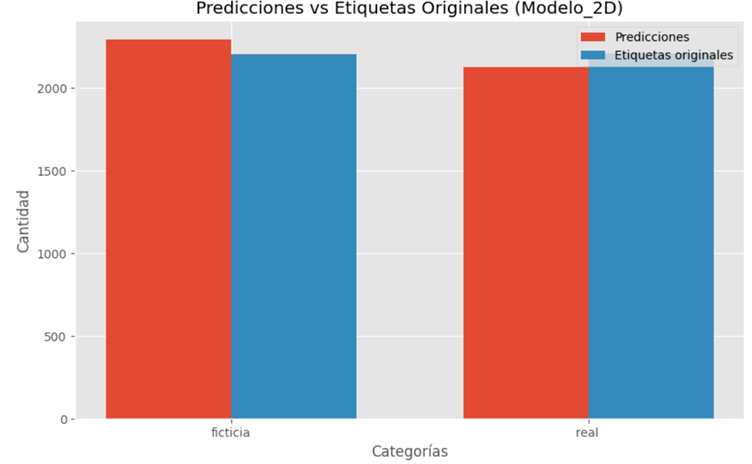 Predicciones vs Etiquetas Originales (Modelo_2D)
Predicciones
Etiquetas originales
2000
1500
1000
500
0
Cantidad
ficticia
real
Categorías